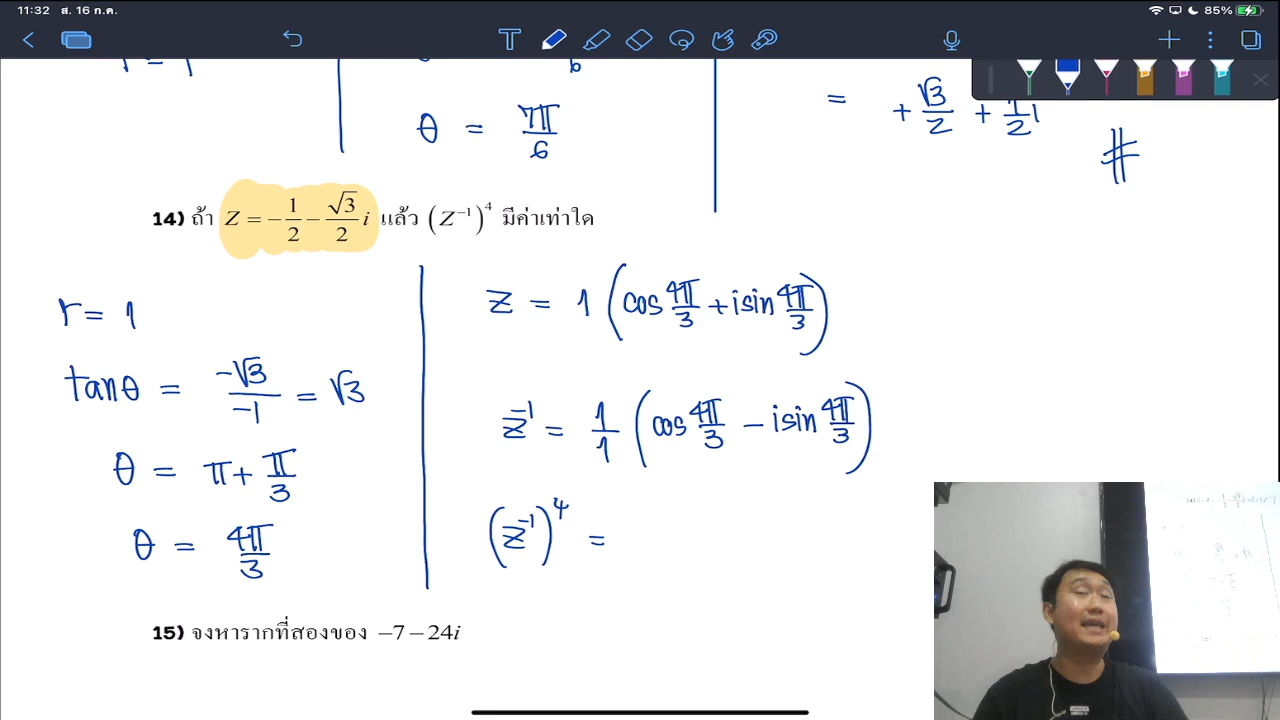 11:32 ส. 16 ก.ค. 85%
θ = 7π/6
= +√3/2 + 1/2 i
#
14) ถ้า Z = −1/2 − √3/2 i แล้ว (Z⁻¹)⁴ มีค่าเท่าใด
r = 1
tanθ = −√3/−1 = √3
θ = π + π/3
θ = 4π/3
z = 1 (cos 4π/3 + i sin 4π/3)
z⁻¹ = 1/1 (cos 4π/3 − i sin 4π/3)
(z⁻¹)⁴ =
15) จงหารากที่สองของ −7 − 24i